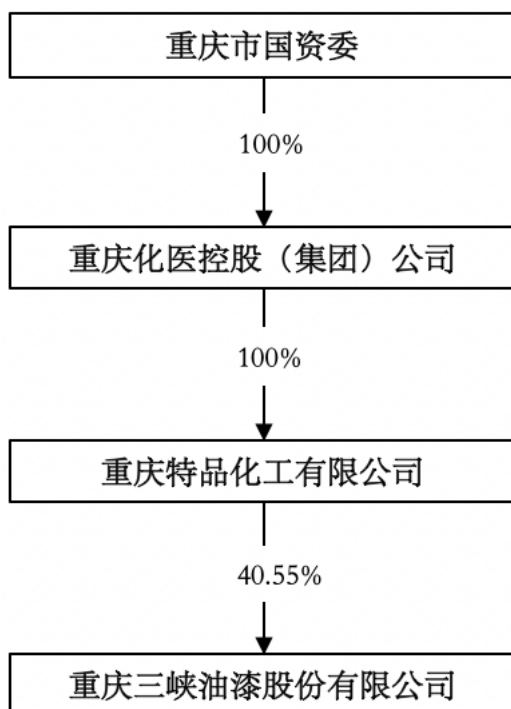 重庆市国资委
100%
重庆化医控股（集团）公司
100%
重庆特品化工有限公司
40.55%
重庆三峡油漆股份有限公司